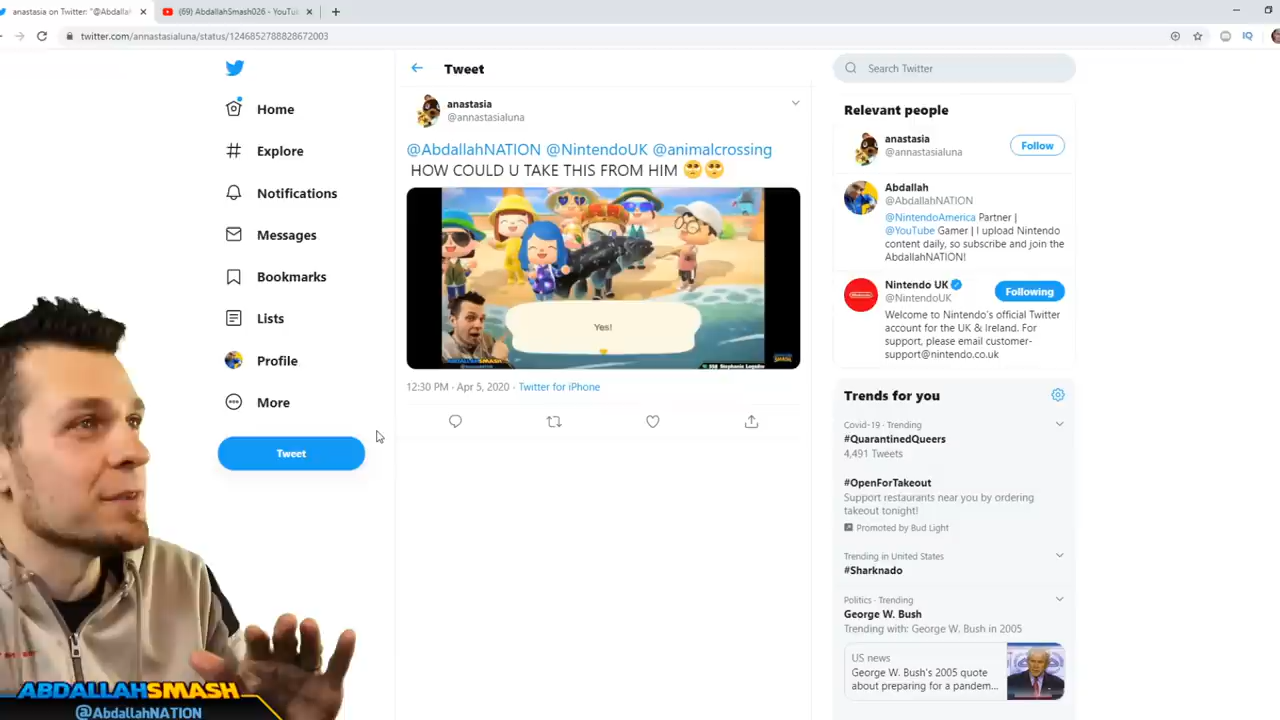 anastasia on Twitter: "@Abdall
(69) AbdallahSmash026 - YouTu
twitter.com/annastasialuna/status/1246852788828672003
Home
Explore
Notifications
Messages
Bookmarks
Lists
Profile
More
Tweet
Tweet
anastasia
@annastasialuna
@AbdallahNATION @NintendoUK @animalcrossing
HOW COULD U TAKE THIS FROM HIM 🥺🥺
Yes!
ABDALLAHSMASH
12:30 PM · Apr 5, 2020 · Twitter for iPhone
Search Twitter
Relevant people
anastasia
@annastasialuna
Follow
Abdallah
@AbdallahNATION
@NintendoAmerica Partner |
@YouTube Gamer | I upload Nintendo
content daily, so subscribe and join the
AbdallahNATION!
Nintendo UK
@NintendoUK
Following
Welcome to Nintendo's official Twitter
account for the UK & Ireland. For
support, please email customer-
support@nintendo.co.uk
Trends for you
Covid-19 · Trending
#QuarantinedQueers
4,491 Tweets
#OpenForTakeout
Support restaurants near you by ordering
takeout tonight!
Promoted by Bud Light
Trending in United States
#Sharknado
Politics · Trending
George W. Bush
Trending with: George W. Bush in 2005
US news
George W. Bush's 2005 quote
about preparing for a pandem...
ABDALLAHSMASH
@AbdallahNATION